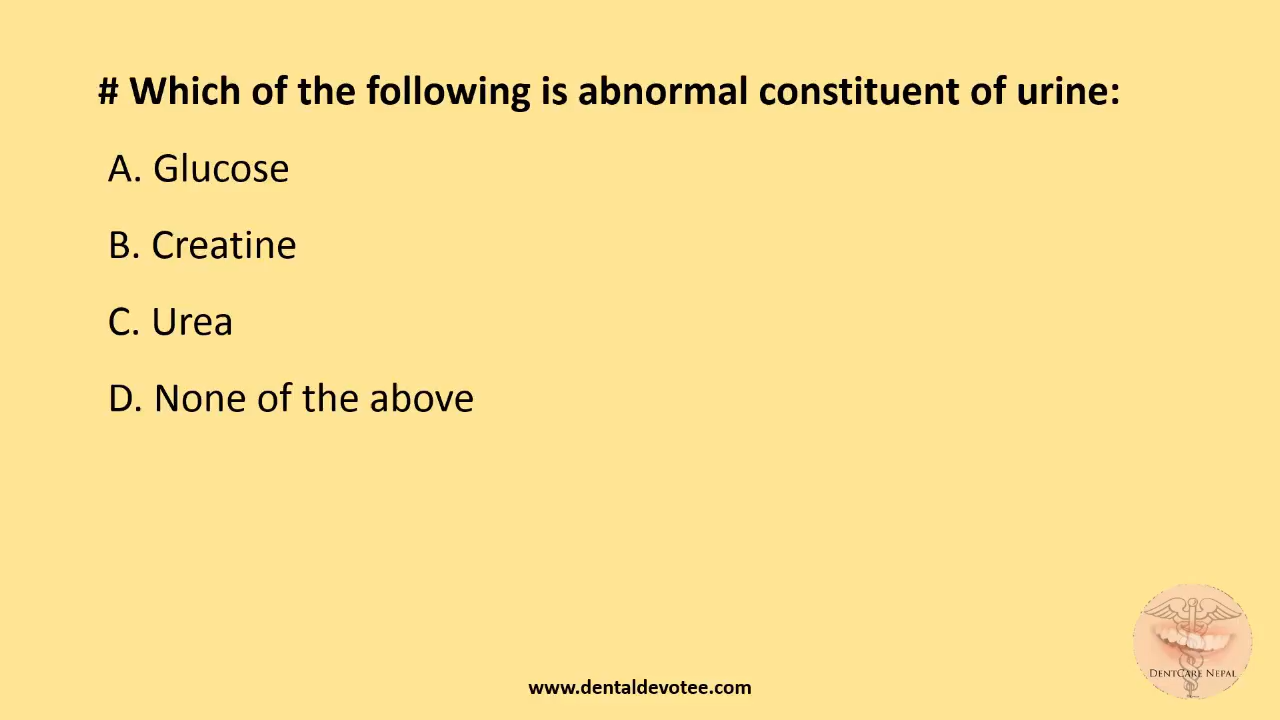 # Which of the following is abnormal constituent of urine:
A. Glucose
B. Creatine
C. Urea
D. None of the above
DENTCARE NEPAL
www.dentaldevotee.com